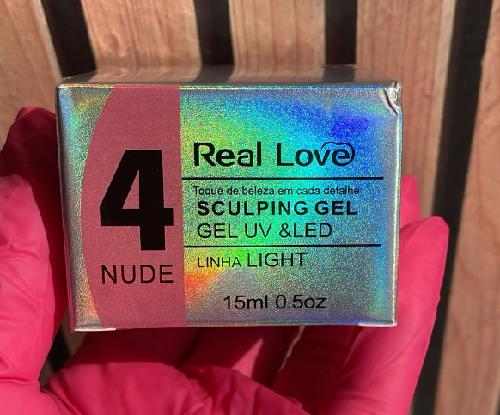 4
NUDE
Real Love
Toque de beleza em cada detalhe
SCULPING GEL
GEL UV &LED
LINHA LIGHT
15ml 0.5oz